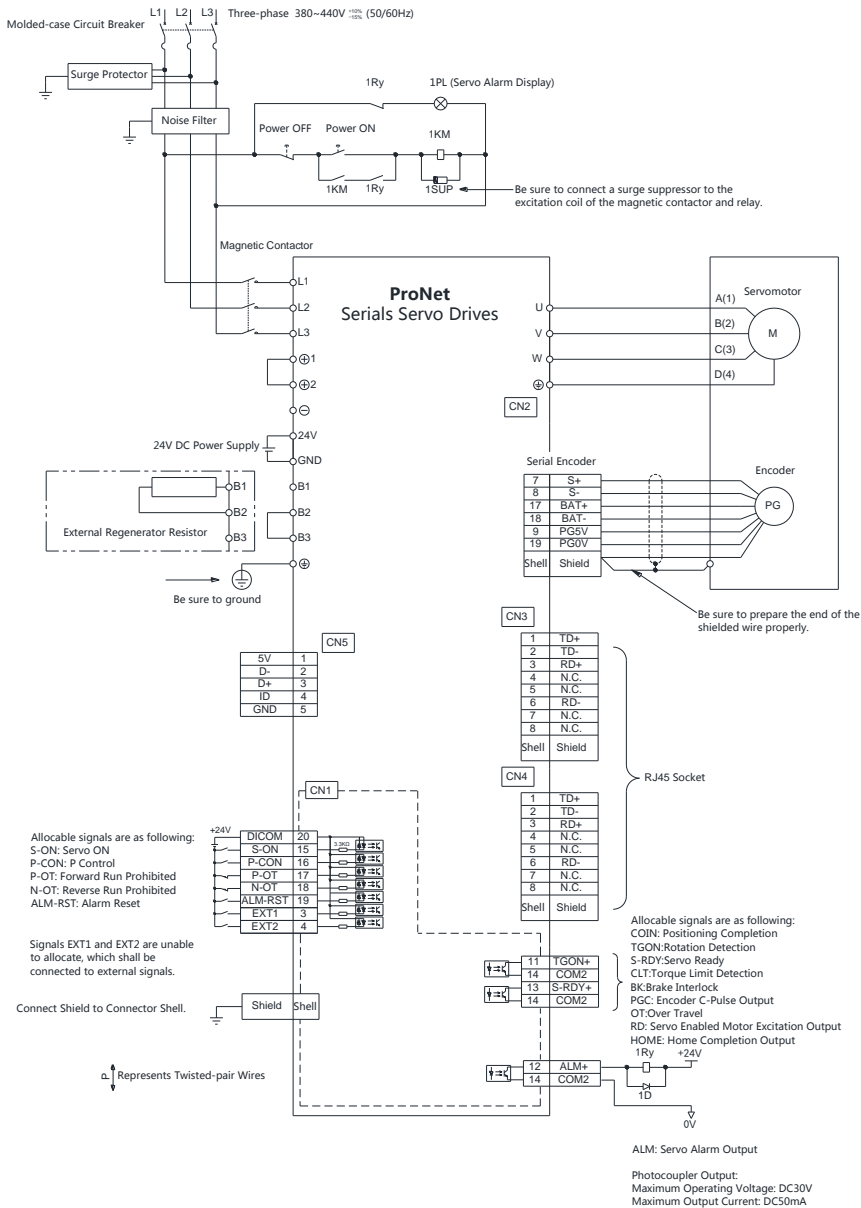 L1 L2 L3 Three-phase 380~440V +10% -15% (50/60Hz)
Molded-case Circuit Breaker
Surge Protector
Noise Filter
1Ry 1PL (Servo Alarm Display)
Power OFF Power ON 1KM
1KM 1Ry 1SUP
Be sure to connect a surge suppressor to the
excitation coil of the magnetic contactor and relay.
Magnetic Contactor
ProNet
Serials Servo Drives
L1
L2
L3
1
2
24V
24V DC Power Supply
GND
B1
B2
B3
B1
B2
B3
External Regenerator Resistor
Be sure to ground
U
V
W
A(1)
B(2)
C(3)
D(4)
Servomotor
M
CN2
Serial Encoder
7 S+
8 S-
17 BAT+
18 BAT-
9 PG5V
19 PG0V
Shell Shield
Encoder
PG
Be sure to prepare the end of the
shielded wire properly.
CN5
5V 1
D- 2
D+ 3
ID 4
GND 5
CN3
1 TD+
2 TD-
3 RD+
4 N.C.
5 N.C.
6 RD-
7 N.C.
8 N.C.
Shell Shield
CN4
1 TD+
2 TD-
3 RD+
4 N.C.
5 N.C.
6 RD-
7 N.C.
8 N.C.
Shell Shield
RJ45 Socket
CN1
Allocable signals are as following:
S-ON: Servo ON
P-CON: P Control
P-OT: Forward Run Prohibited
N-OT: Reverse Run Prohibited
ALM-RST: Alarm Reset
Signals EXT1 and EXT2 are unable
to allocate, which shall be
connected to external signals.
+24V
DICOM 20
S-ON 15
P-CON 16
P-OT 17
N-OT 18
ALM-RST 19
EXT1 3
EXT2 4
3.3KΩ
Connect Shield to Connector Shell.
Shield Shell
P Represents Twisted-pair Wires
11 TGON+
14 COM2
13 S-RDY+
14 COM2
Allocable signals are as following:
COIN: Positioning Completion
TGON:Rotation Detection
S-RDY:Servo Ready
CLT:Torque Limit Detection
BK:Brake Interlock
PGC: Encoder C-Pulse Output
OT:Over Travel
RD: Servo Enabled Motor Excitation Output
HOME: Home Completion Output
12 ALM+
14 COM2
1Ry +24V
1D
0V
ALM: Servo Alarm Output
Photocoupler Output:
Maximum Operating Voltage: DC30V
Maximum Output Current: DC50mA